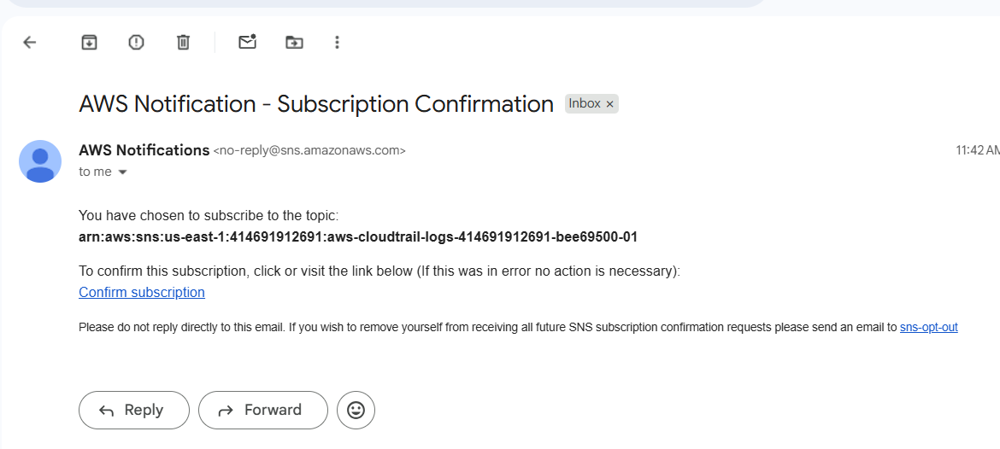 AWS Notification - Subscription Confirmation Inbox ×
AWS Notifications <no-reply@sns.amazonaws.com> 11:42 AM
to me
You have chosen to subscribe to the topic:
arn:aws:sns:us-east-1:414691912691:aws-cloudtrail-logs-414691912691-bee69500-01
To confirm this subscription, click or visit the link below (If this was in error no action is necessary):
Confirm subscription
Please do not reply directly to this email. If you wish to remove yourself from receiving all future SNS subscription confirmation requests please send an email to sns-opt-out
Reply Forward